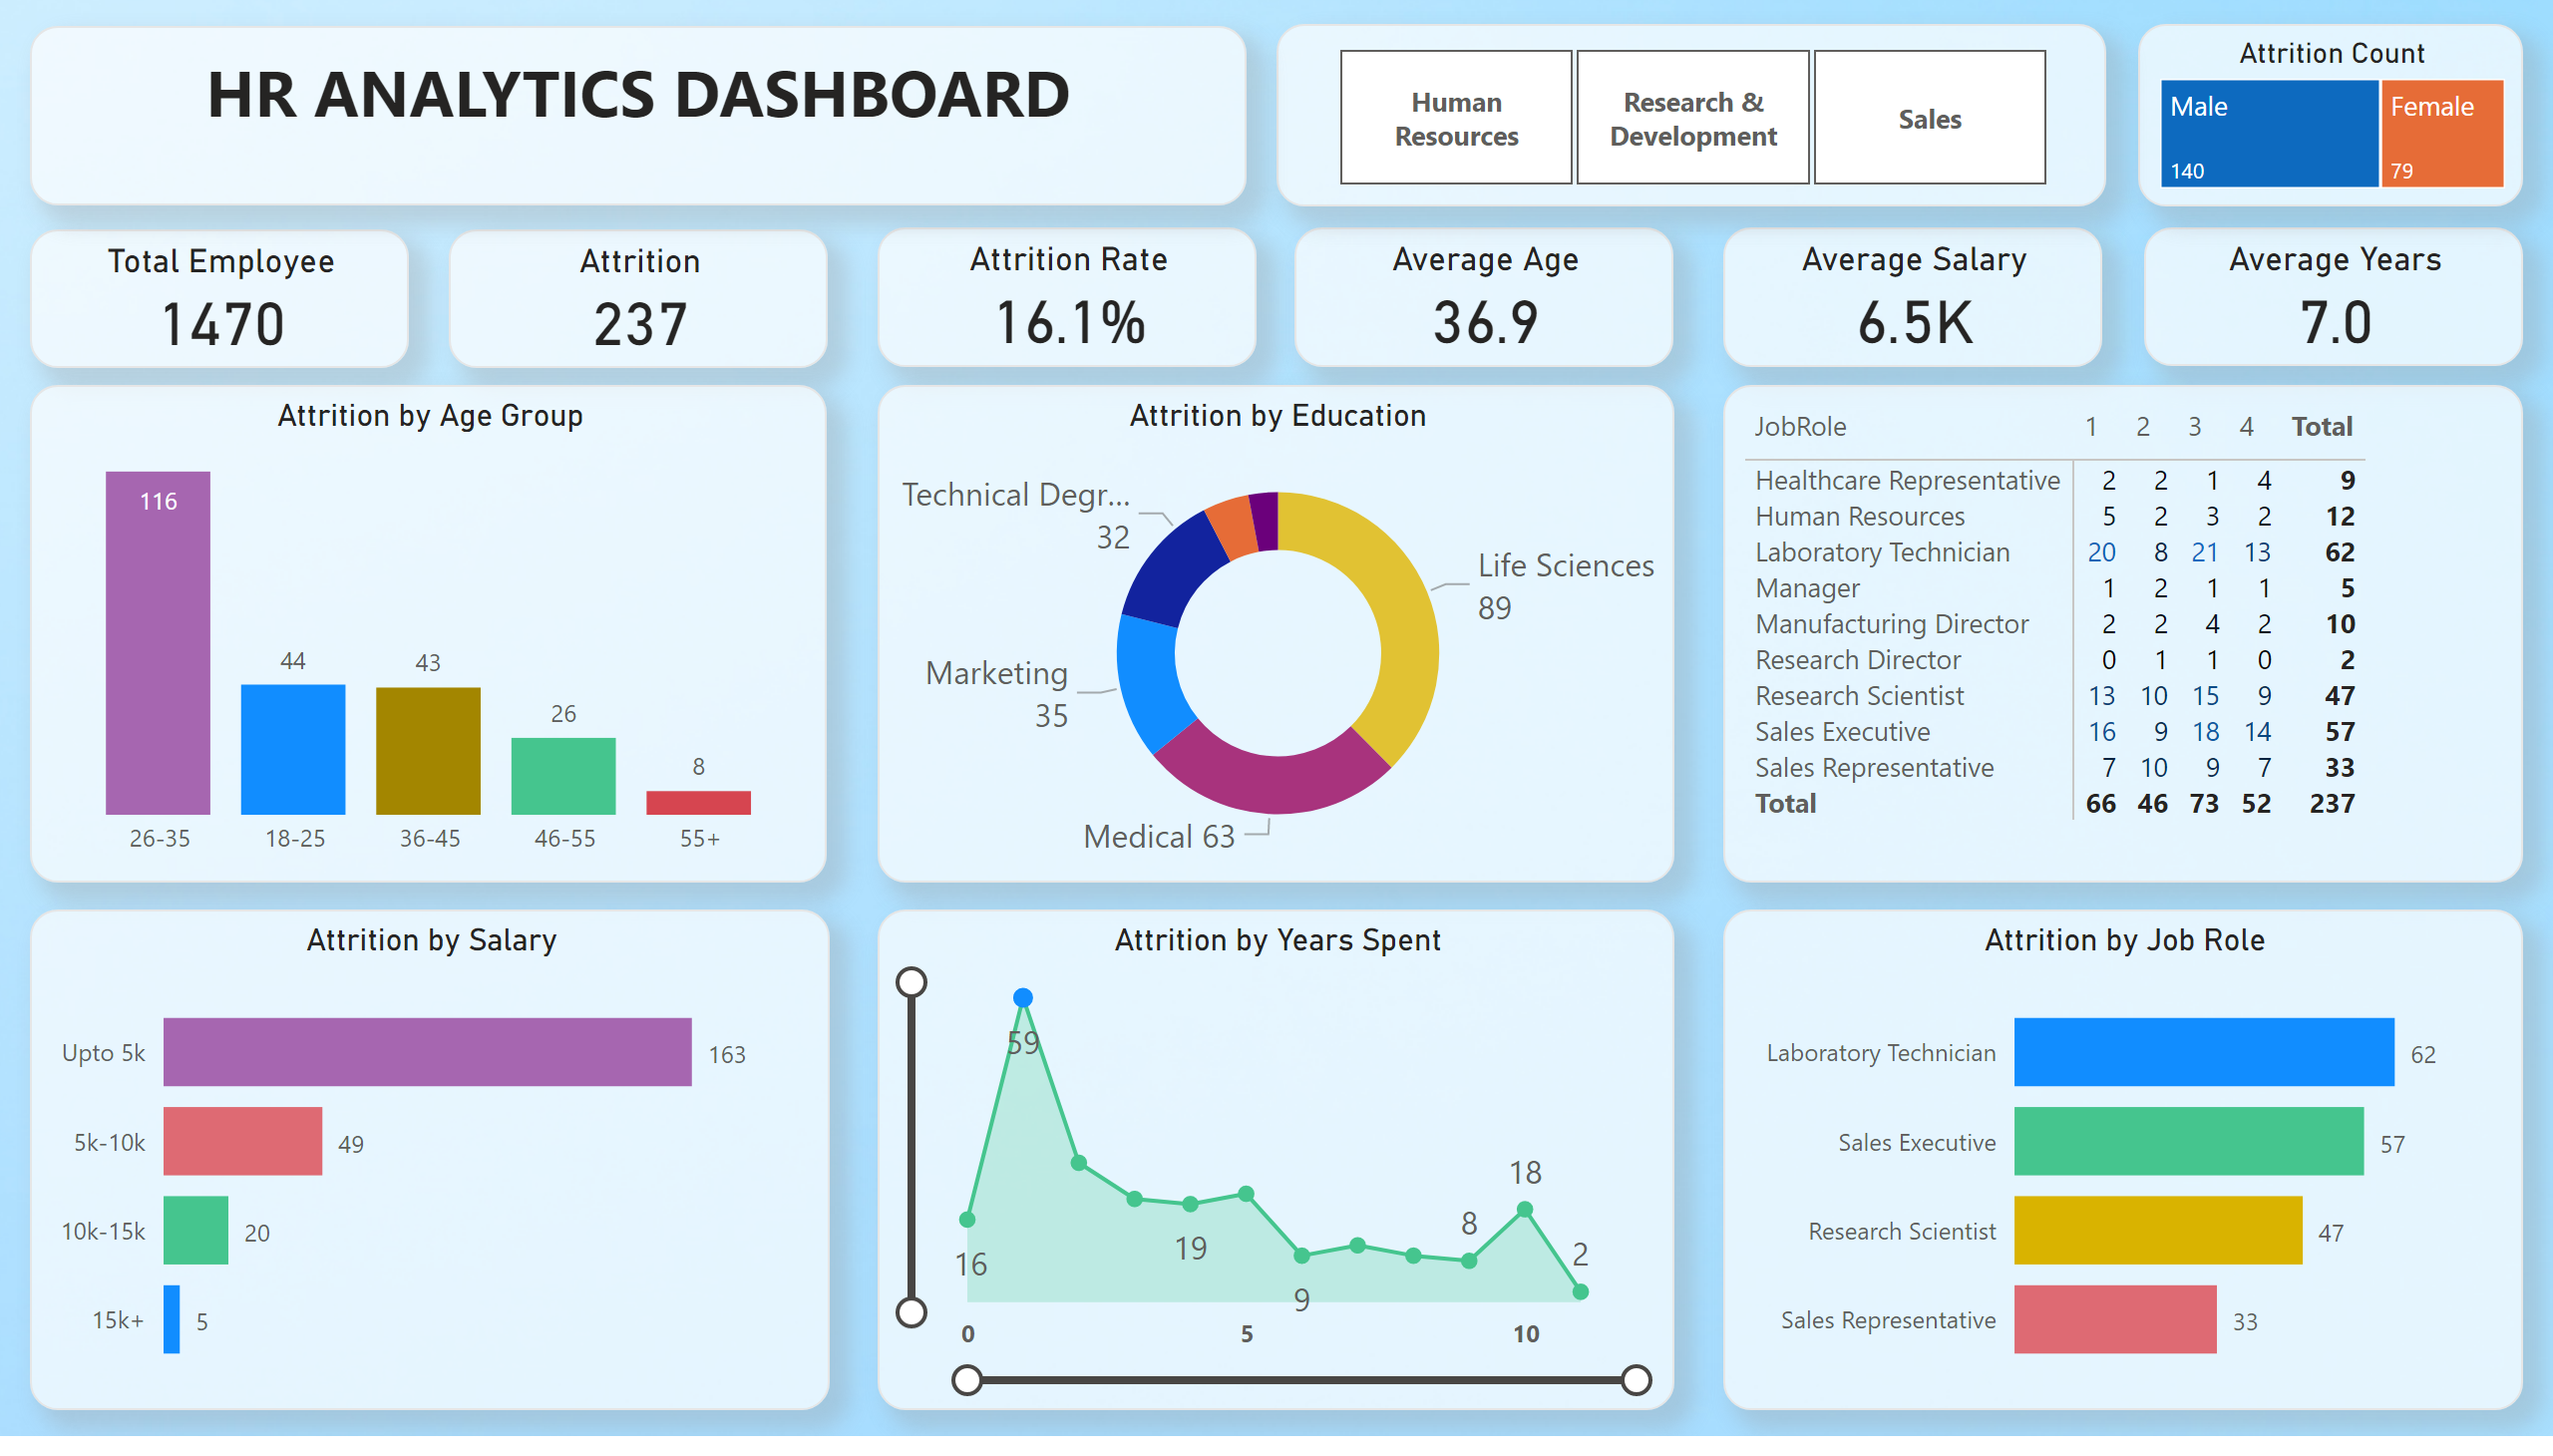 HR ANALYTICS DASHBOARD
Human
Resources
Research &
Development
Sales
Attrition Count
Male
Female
140
79
Total Employee
1470
Attrition
237
Attrition Rate
16.1%
Average Age
36.9
Average Salary
6.5K
Average Years
7.0
Attrition by Age Group
116
44
43
26
8
26-35 18-25 36-45 46-55 55+
Attrition by Education
Technical Degr...
32
Life Sciences
89
Marketing
35
Medical 63
JobRole 1 2 3 4 Total
Healthcare Representative 2 2 1 4 9
Human Resources 5 2 3 2 12
Laboratory Technician 20 8 21 13 62
Manager 1 2 1 1 5
Manufacturing Director 2 2 4 2 10
Research Director 0 1 1 0 2
Research Scientist 13 10 15 9 47
Sales Executive 16 9 18 14 57
Sales Representative 7 10 9 7 33
Total 66 46 73 52 237
Attrition by Salary
Upto 5k 163
5k-10k 49
10k-15k 20
15k+ 5
Attrition by Years Spent
59
18
8
19
16
2
9
0 5 10
Attrition by Job Role
Laboratory Technician 62
Sales Executive 57
Research Scientist 47
Sales Representative 33